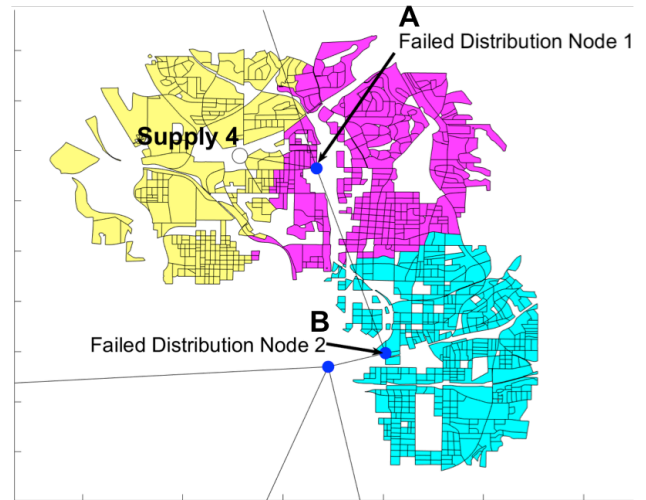 A
Failed Distribution Node 1
Supply 4
B
Failed Distribution Node 2